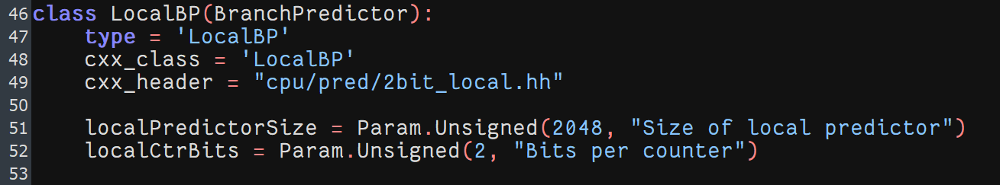 46 class LocalBP(BranchPredictor):
47     type = 'LocalBP'
48     cxx_class = 'LocalBP'
49     cxx_header = "cpu/pred/2bit_local.hh"
50
51     localPredictorSize = Param.Unsigned(2048, "Size of local predictor")
52     localCtrBits = Param.Unsigned(2, "Bits per counter")
53